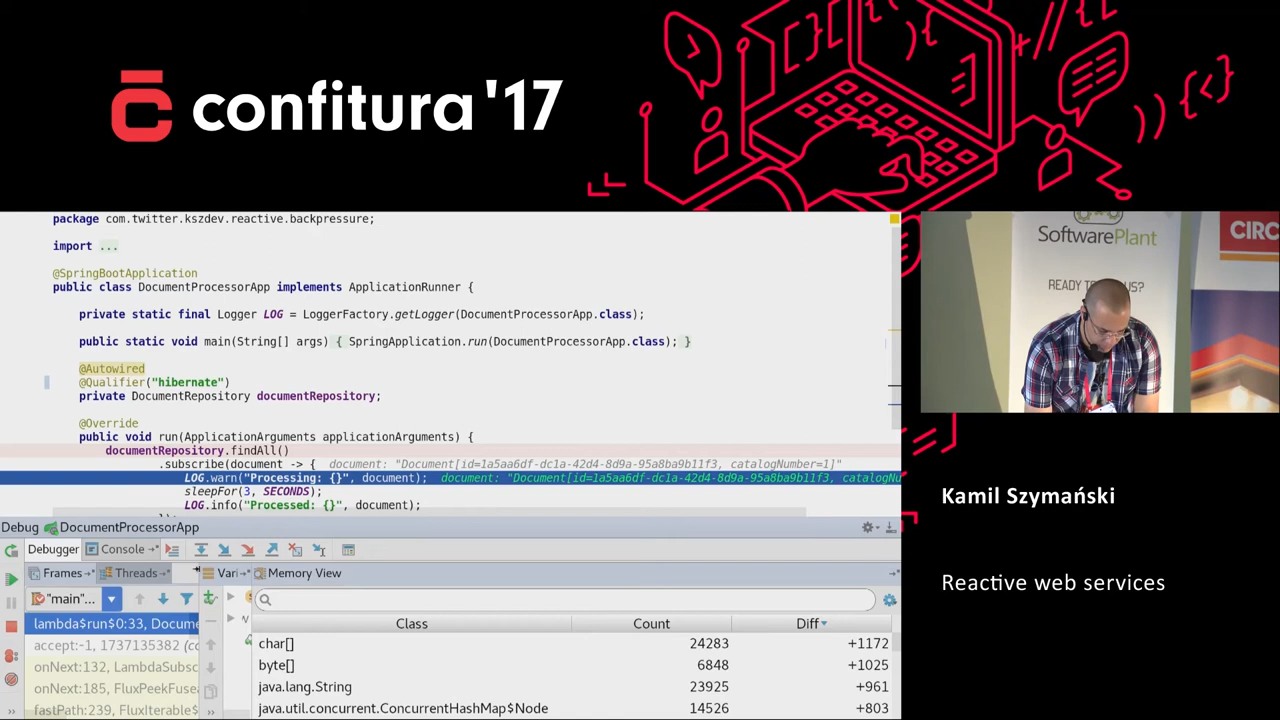 confitura '17
package com.twitter.kszdev.reactive.backpressure;
import ...
@SpringBootApplication
public class DocumentProcessorApp implements ApplicationRunner {
private static final Logger LOG = LoggerFactory.getLogger(DocumentProcessorApp.class);
public static void main(String[] args) { SpringApplication.run(DocumentProcessorApp.class); }
@Autowired
@Qualifier("hibernate")
private DocumentRepository documentRepository;
@Override
public void run(ApplicationArguments applicationArguments) {
documentRepository.findAll()
.subscribe(document -> { document: "Document[id=1a5aa6df-dc1a-42d4-8d9a-95a8ba9b11f3, catalogNumber=1]"
LOG.warn("Processing: {}", document); document: "Document[id=1a5aa6df-dc1a-42d4-8d9a-95a8ba9b11f3, catalogNu
sleepFor(3, SECONDS);
LOG.info("Processed: {}", document);
Debug DocumentProcessorApp
Debugger Console
Frames Threads Vari Memory View
"main"...
Class Count Diff
lambda$run$0:33, Docume
accept:-1, 1737135382 (co
onNext:132, LambdaSubsc
onNext:185, FluxPeekFusea
fastPath:239, FluxIterable$
char[] 24283 +1172
byte[] 6848 +1025
java.lang.String 23925 +961
java.util.concurrent.ConcurrentHashMap$Node 14526 +803
SoftwarePlant
CIRC
READY US?
Kamil Szymański
Reactive web services